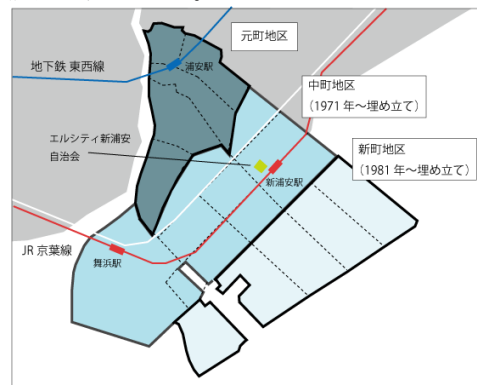 元町地区
地下鉄 東西線
浦安駅
中町地区
(1971 年～埋め立て)
エルシティ新浦安
自治会
新町地区
(1981 年～埋め立て)
新浦安駅
JR 京葉線
舞浜駅